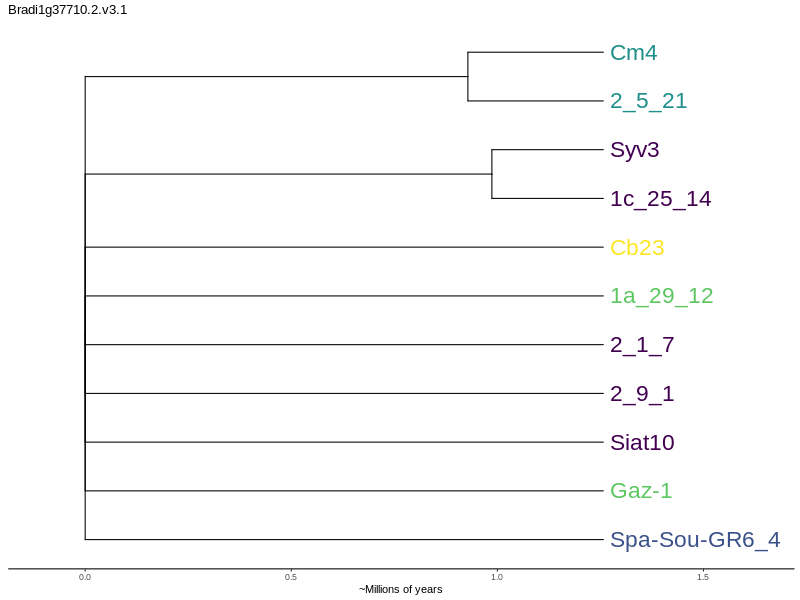 Bradi1g37710.2.v3.1
Cm4
2_5_21
Syv3
1c_25_14
Cb23
1a_29_12
2_1_7
2_9_1
Siat10
Gaz-1
Spa-Sou-GR6_4
0.0 0.5 1.0 1.5
~Millions of years